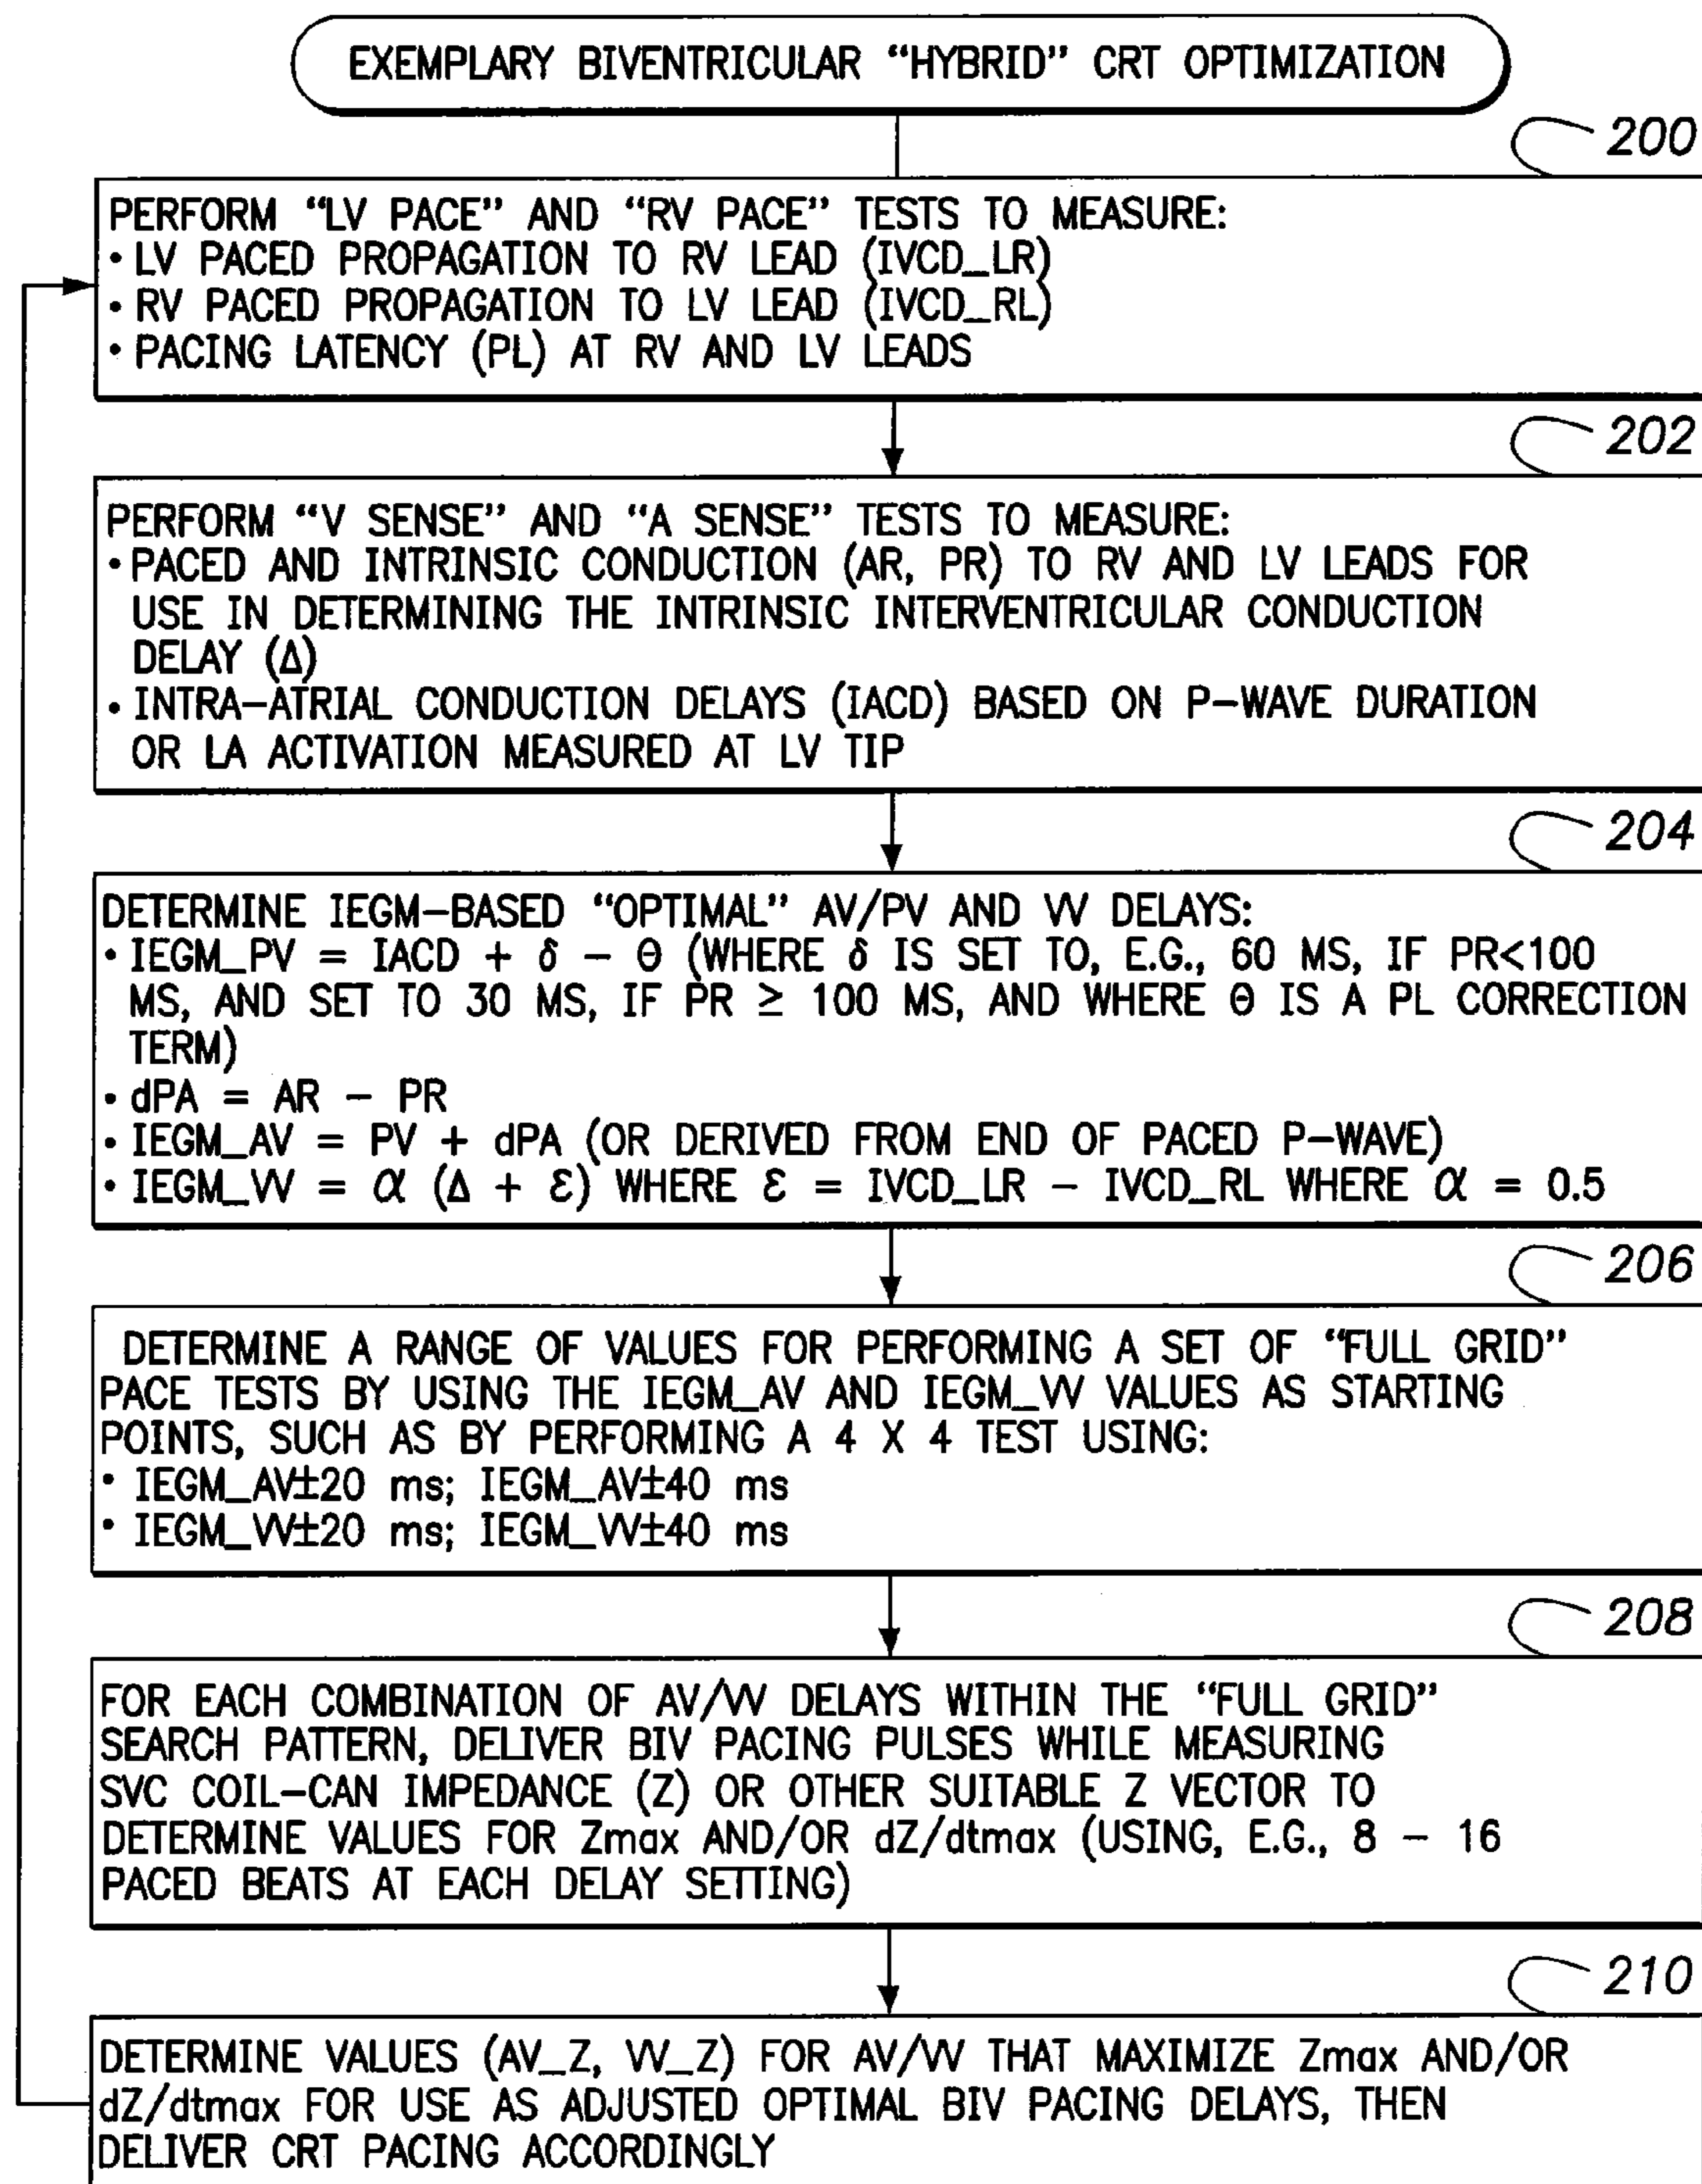 EXEMPLARY BIVENTRICULAR “HYBRID” CRT OPTIMIZATION
200
PERFORM “LV PACE” AND “RV PACE” TESTS TO MEASURE:
• LV PACED PROPAGATION TO RV LEAD (IVCD_LR)
• RV PACED PROPAGATION TO LV LEAD (IVCD_RL)
• PACING LATENCY (PL) AT RV AND LV LEADS
202
PERFORM “V SENSE” AND “A SENSE” TESTS TO MEASURE:
• PACED AND INTRINSIC CONDUCTION (AR, PR) TO RV AND LV LEADS FOR
USE IN DETERMINING THE INTRINSIC INTERVENTRICULAR CONDUCTION
DELAY (Δ)
• INTRA-ATRIAL CONDUCTION DELAYS (IACD) BASED ON P-WAVE DURATION
OR LA ACTIVATION MEASURED AT LV TIP
204
DETERMINE IEGM-BASED “OPTIMAL” AV/PV AND VV DELAYS:
• IEGM_PV = IACD + δ - Θ (WHERE δ IS SET TO, E.G., 60 MS, IF PR<100
MS, AND SET TO 30 MS, IF PR ≥ 100 MS, AND WHERE Θ IS A PL CORRECTION
TERM)
• dPA = AR - PR
• IEGM_AV = PV + dPA (OR DERIVED FROM END OF PACED P-WAVE)
• IEGM_VV = α (Δ + ε) WHERE ε = IVCD_LR - IVCD_RL WHERE α = 0.5
206
DETERMINE A RANGE OF VALUES FOR PERFORMING A SET OF “FULL GRID”
PACE TESTS BY USING THE IEGM_AV AND IEGM_VV VALUES AS STARTING
POINTS, SUCH AS BY PERFORMING A 4 X 4 TEST USING:
• IEGM_AV±20 ms; IEGM_AV±40 ms
• IEGM_VV±20 ms; IEGM_VV±40 ms
208
FOR EACH COMBINATION OF AV/VV DELAYS WITHIN THE “FULL GRID”
SEARCH PATTERN, DELIVER BIV PACING PULSES WHILE MEASURING
SVC COIL-CAN IMPEDANCE (Z) OR OTHER SUITABLE Z VECTOR TO
DETERMINE VALUES FOR Zmax AND/OR dZ/dtmax (USING, E.G., 8 - 16
PACED BEATS AT EACH DELAY SETTING)
210
DETERMINE VALUES (AV_Z, VV_Z) FOR AV/VV THAT MAXIMIZE Zmax AND/OR
dZ/dtmax FOR USE AS ADJUSTED OPTIMAL BIV PACING DELAYS, THEN
DELIVER CRT PACING ACCORDINGLY